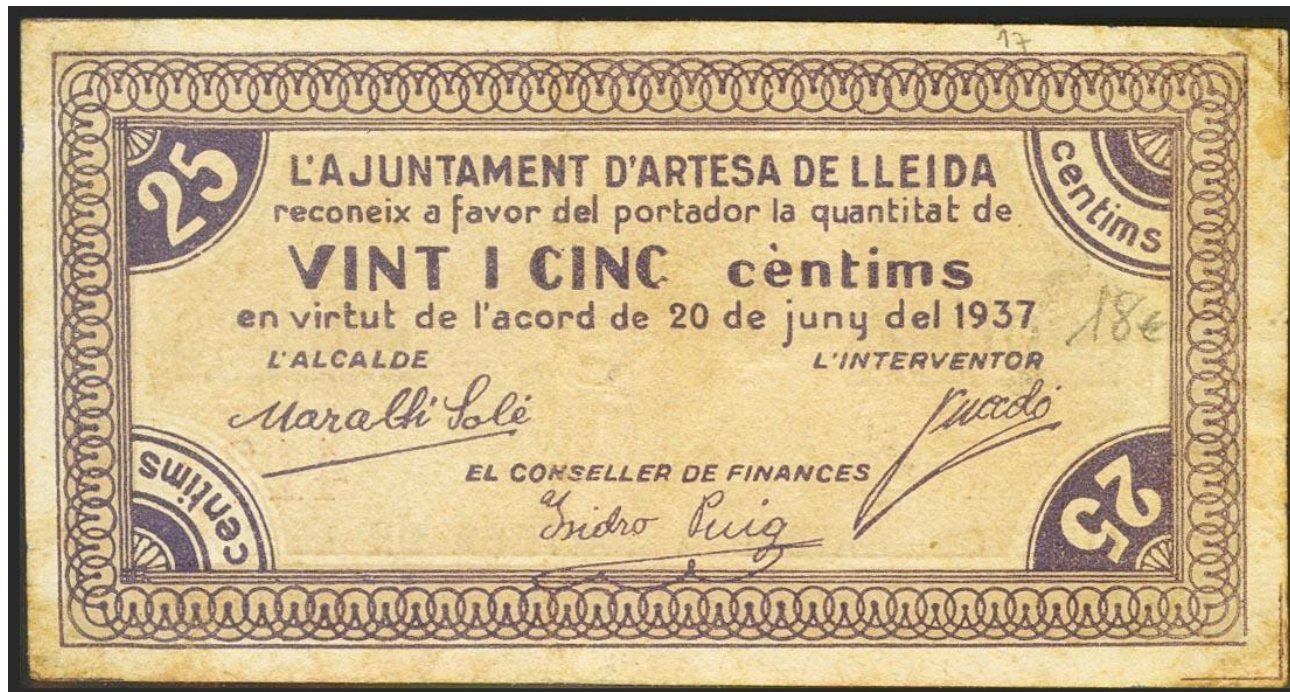 17
25
centims
L'AJUNTAMENT D'ARTESA DE LLEIDA
reconeix a favor del portador la quantitat de
VINT I CINC cèntims
en virtut de l'acord de 20 de juny del 1937
18€
L'ALCALDE L'INTERVENTOR
Solé
EL CONSELLER DE FINANCES
Isidro Puig
centims
25